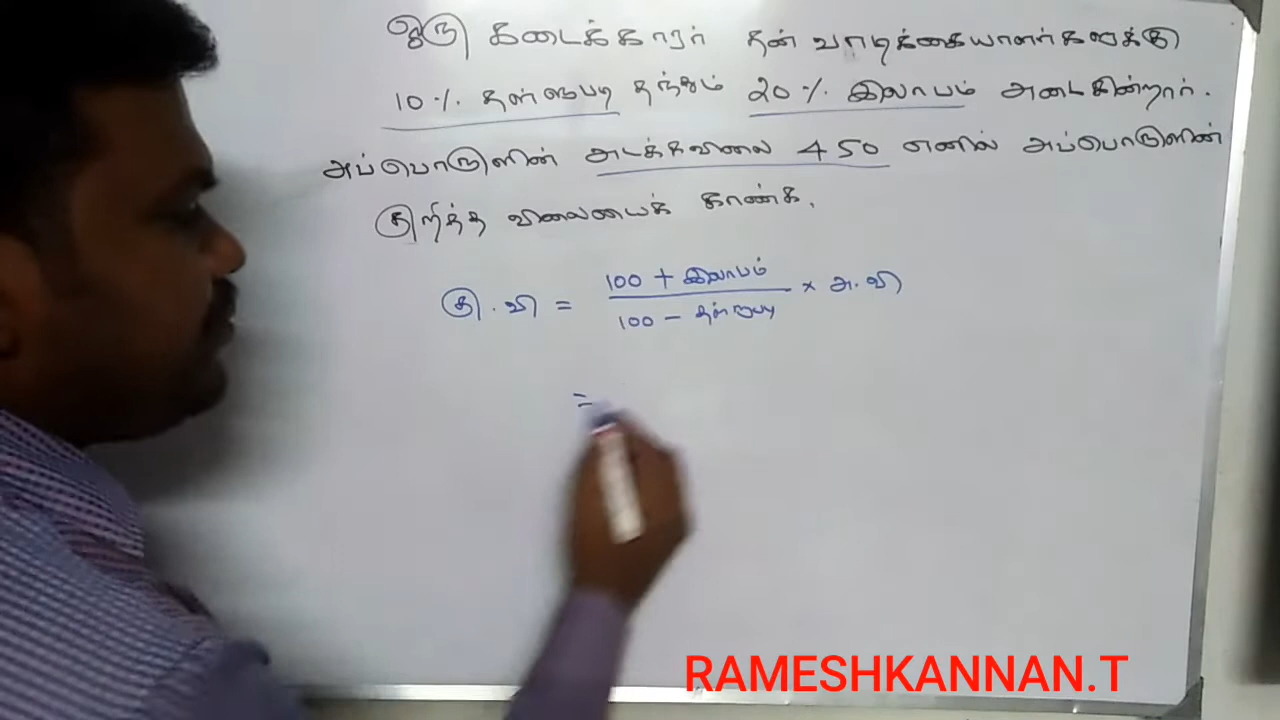 ஒரு கடைக்காரர் தன் வாடிக்கையாளர்களுக்கு
10% தள்ளுபடி தந்தும் 20% இலாபம் அடைகின்றார்.
அப்பொருளின் அடக்கவிலை 450 எனில் அப்பொருளின்
குறித்த விலையைக் காண்க.
கு.வி = 100 + இலாபம் / 100 - தள்ளுபடி × அ.வி
=
RAMESHKANNAN.T